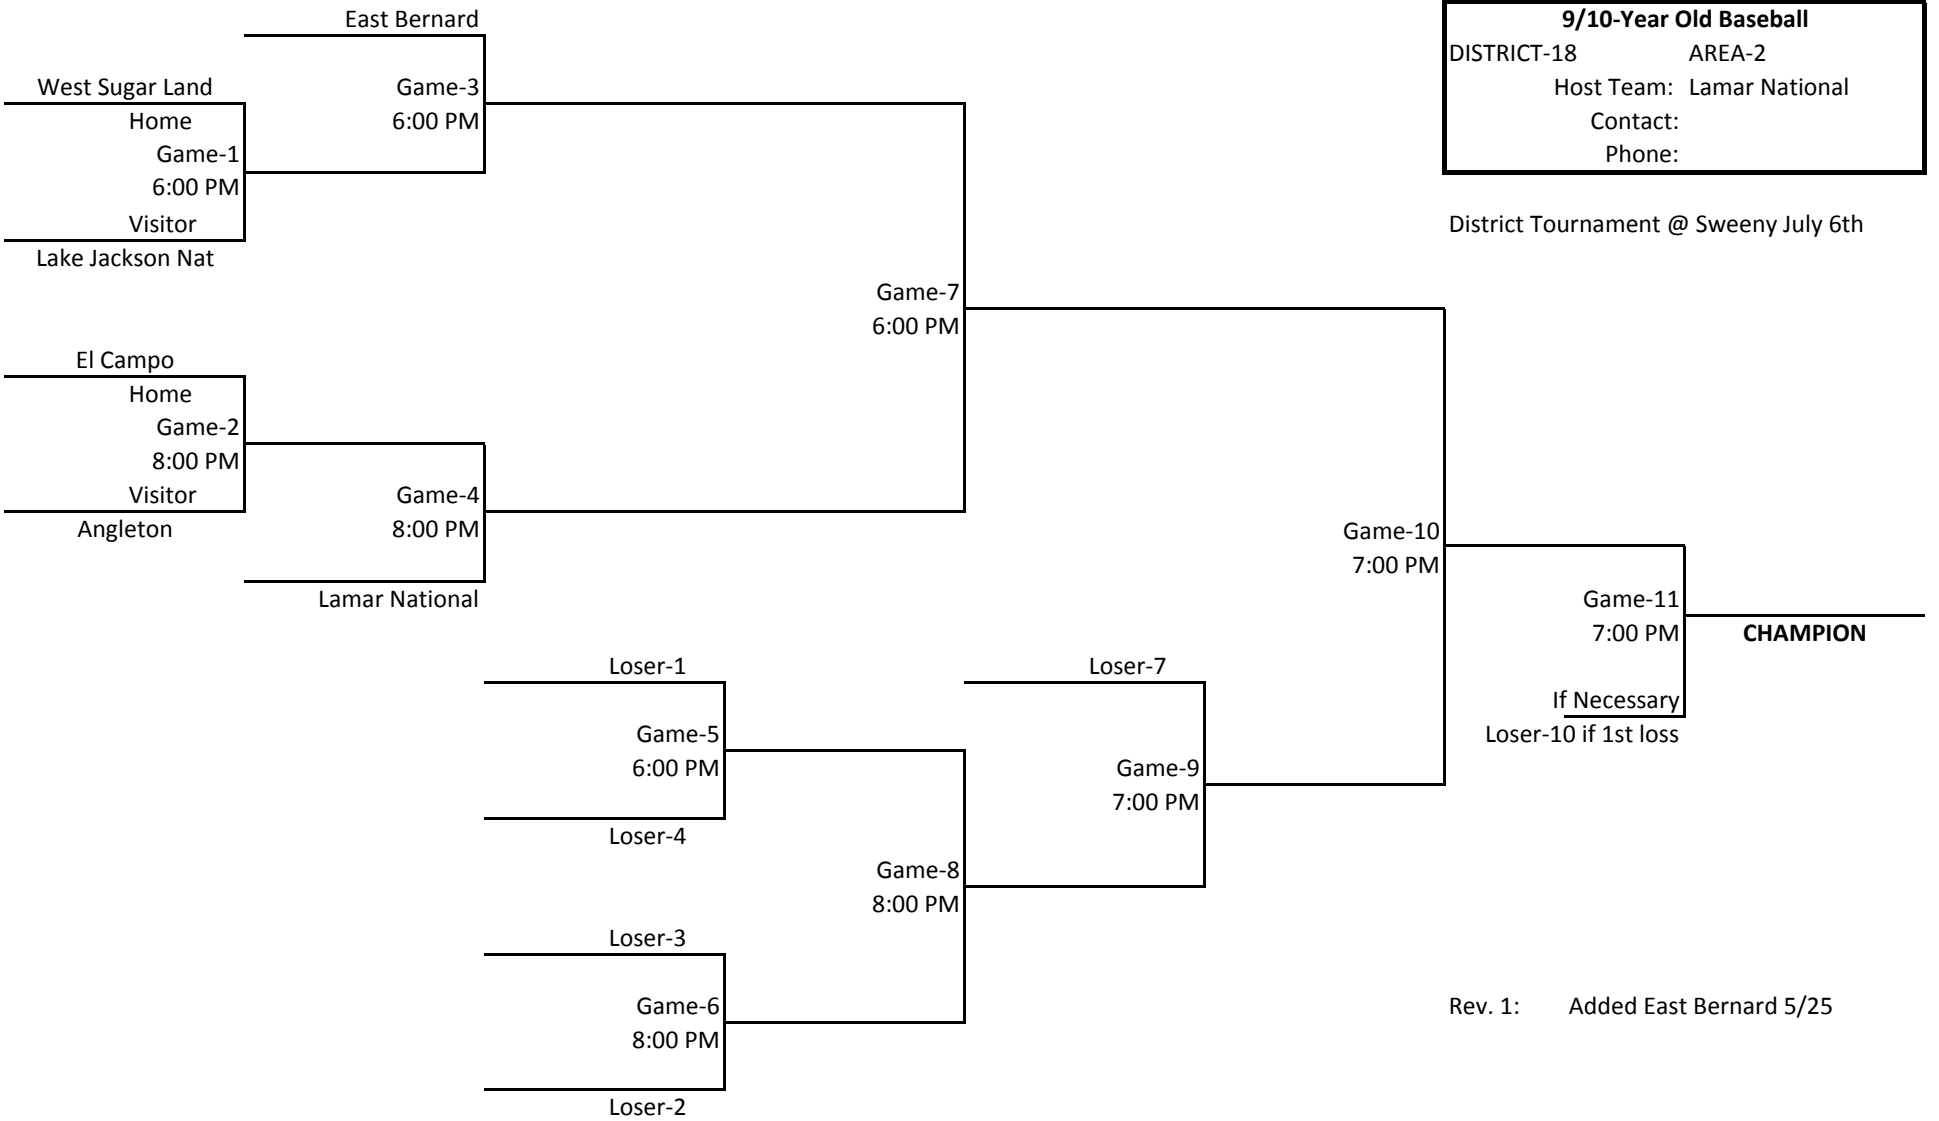 East Bernard
9/10-Year Old Baseball
DISTRICT-18 AREA-2
West Sugar Land
Game-3
Host Team: Lamar National
Home
6:00 PM
Contact:
Game-1
Phone:
6:00 PM
Visitor
District Tournament @ Sweeny July 6th
Lake Jackson Nat
Game-7
6:00 PM
El Campo
Home
Game-2
8:00 PM
Visitor
Game-4
Angleton
8:00 PM
Game-10
7:00 PM
Lamar National
Game-11
7:00 PM
CHAMPION
Loser-1
Loser-7
If Necessary
Game-5
Loser-10 if 1st loss
6:00 PM
Game-9
7:00 PM
Loser-4
Game-8
8:00 PM
Loser-3
Game-6
Rev. 1: Added East Bernard 5/25
8:00 PM
Loser-2